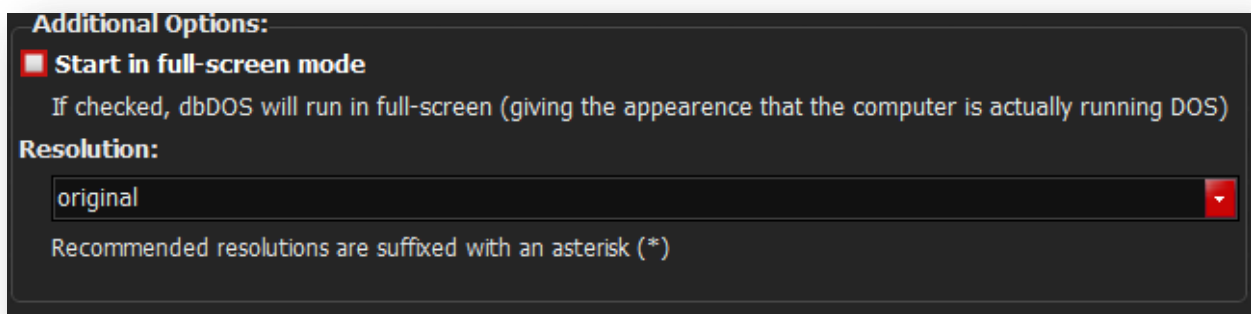 Additional Options:
Start in full-screen mode
If checked, dbDOS will run in full-screen (giving the appearence that the computer is actually running DOS)
Resolution:
original
Recommended resolutions are suffixed with an asterisk (*)